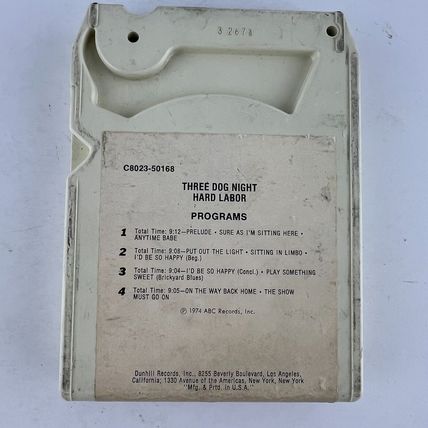 3 2674
C8023-50168
THREE DOG NIGHT
HARD LABOR
PROGRAMS
1 Total Time: 9:12—PRELUDE • SURE AS I'M SITTING HERE •
ANYTIME BABE
2 Total Time: 9:08—PUT OUT THE LIGHT • SITTING IN LIMBO •
I'D BE SO HAPPY (Beg.)
3 Total Time: 9:04—I'D BE SO HAPPY (Concl.) • PLAY SOMETHING
SWEET (Brickyard Blues)
4 Total Time: 9:05—ON THE WAY BACK HOME • THE SHOW
MUST GO ON
℗ 1974 ABC Records, Inc.
Dunhill Records, Inc., 8255 Beverly Boulevard, Los Angeles,
California; 1330 Avenue of the Americas, New York, New York
"Mfg. & Prtd. in U.S.A."